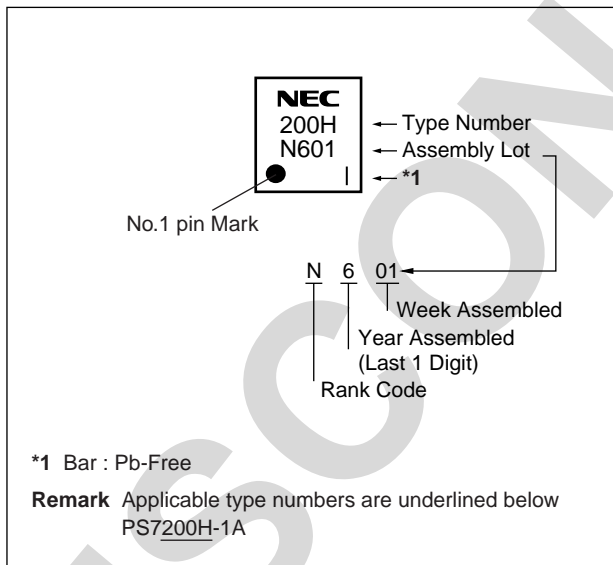 NEC
200H
N601
Type Number
Assembly Lot
*1
No.1 pin Mark
N 6 01
Week Assembled
Year Assembled
(Last 1 Digit)
Rank Code
*1 Bar : Pb-Free
Remark Applicable type numbers are underlined below
PS7200H-1A